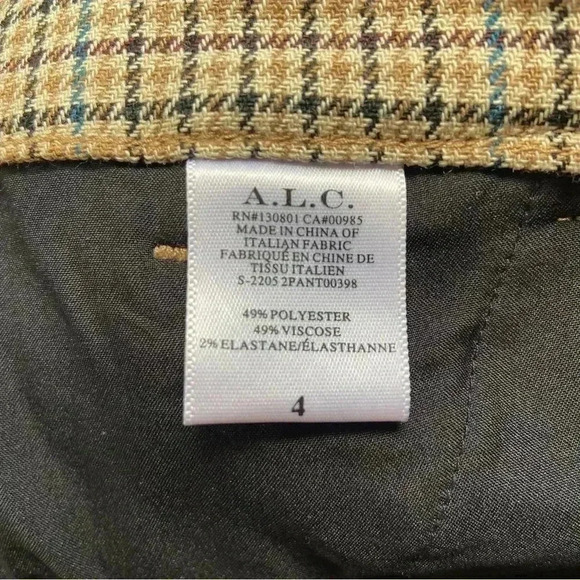 A.L.C.
RN#130801 CA#00985
MADE IN CHINA OF
ITALIAN FABRIC
FABRIQUÉ EN CHINE DE
TISSU ITALIEN
S-2205 2PANT00398
49% POLYESTER
49% VISCOSE
2% ELASTANE/ÉLASTHANNE
4